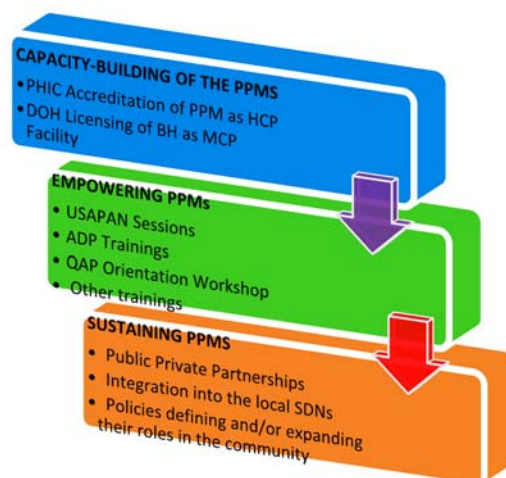 CAPACITY-BUILDING OF THE PPMS
•PHIC Accreditation of PPM as HCP
•DOH Licensing of BH as MCP
Facility
EMPOWERING PPMs
• USAPAN Sessions
• ADP Trainings
• QAP Orientation Workshop
• Other trainings
SUSTAINING PPMS
• Public Private Partnerships
• Integration into the local SDNs
• Policies defining and/or expanding
their roles in the community